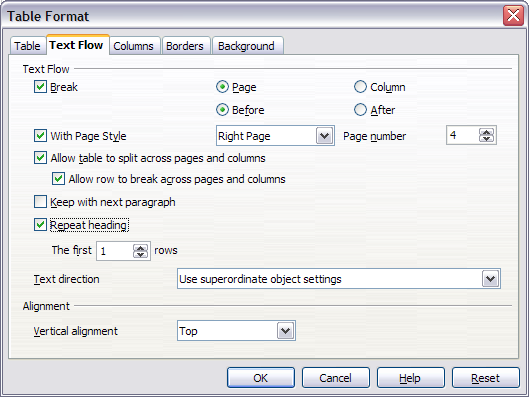 Table Format
Table Text Flow Columns Borders Background
Text Flow
Break Page Column
Before After
With Page Style Right Page Page number 4
Allow table to split across pages and columns
Allow row to break across pages and columns
Keep with next paragraph
Repeat heading
The first 1 rows
Text direction Use superordinate object settings
Alignment
Vertical alignment Top
OK Cancel Help Reset